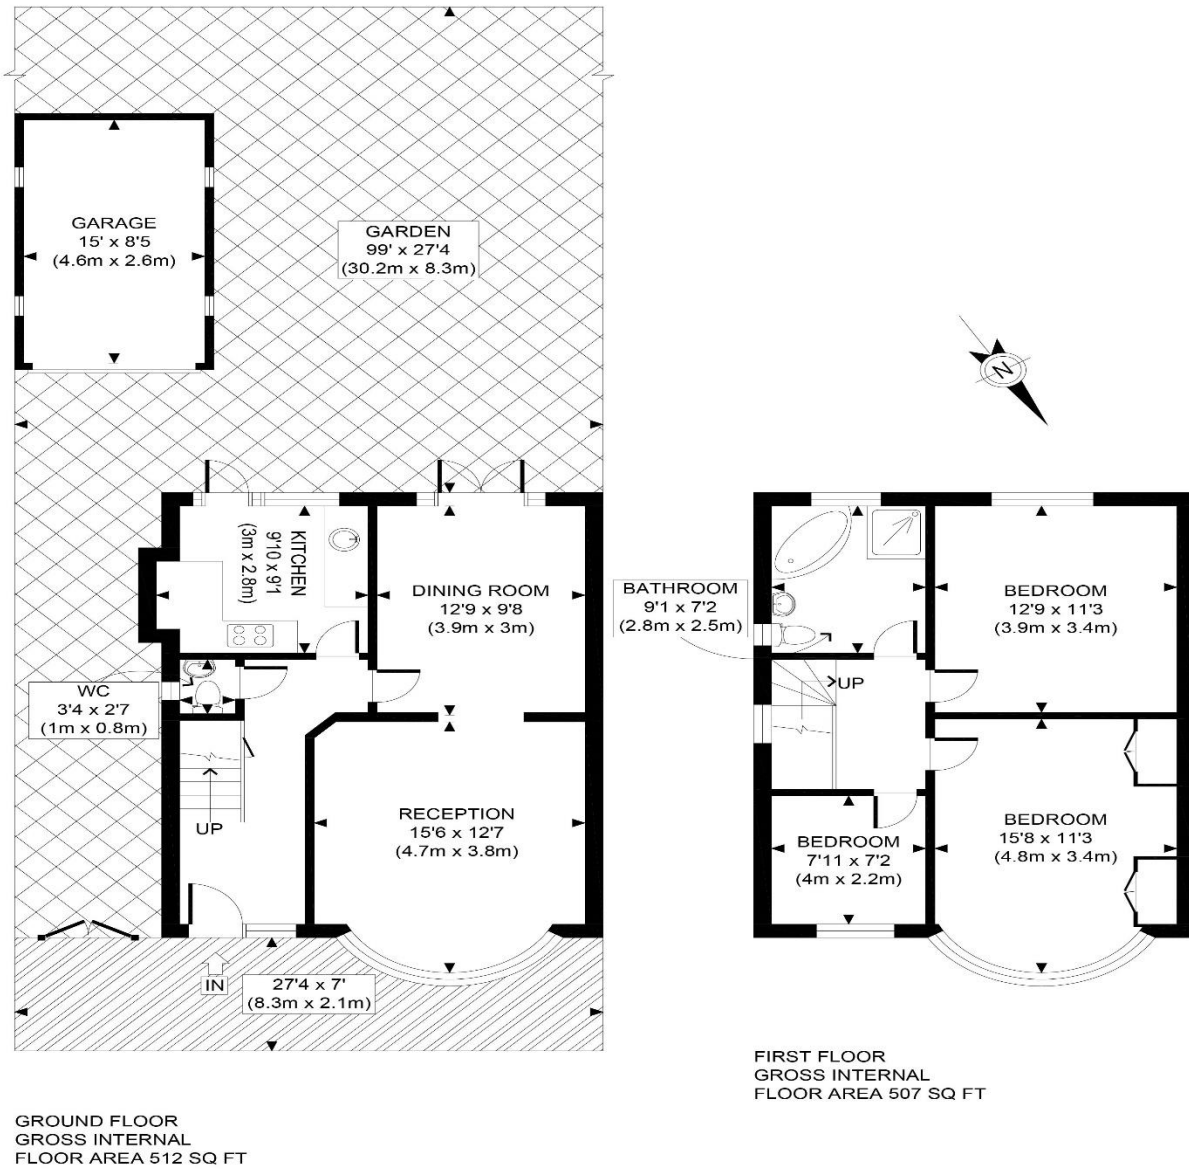 GARAGE
15' x 8'5
(4.6m x 2.6m)
GARDEN
99' x 27'4
(30.2m x 8.3m)
N
KITCHEN
9'10 x 9'1
(3m x 2.8m)
DINING ROOM
12'9 x 9'8
(3.9m x 3m)
WC
3'4 x 2'7
(1m x 0.8m)
UP
RECEPTION
15'6 x 12'7
(4.7m x 3.8m)
IN
27'4 x 7'
(8.3m x 2.1m)
BATHROOM
9'1 x 7'2
(2.8m x 2.5m)
BEDROOM
12'9 x 11'3
(3.9m x 3.4m)
UP
BEDROOM
7'11 x 7'2
(4m x 2.2m)
BEDROOM
15'8 x 11'3
(4.8m x 3.4m)
FIRST FLOOR
GROSS INTERNAL
FLOOR AREA 507 SQ FT
GROUND FLOOR
GROSS INTERNAL
FLOOR AREA 512 SQ FT